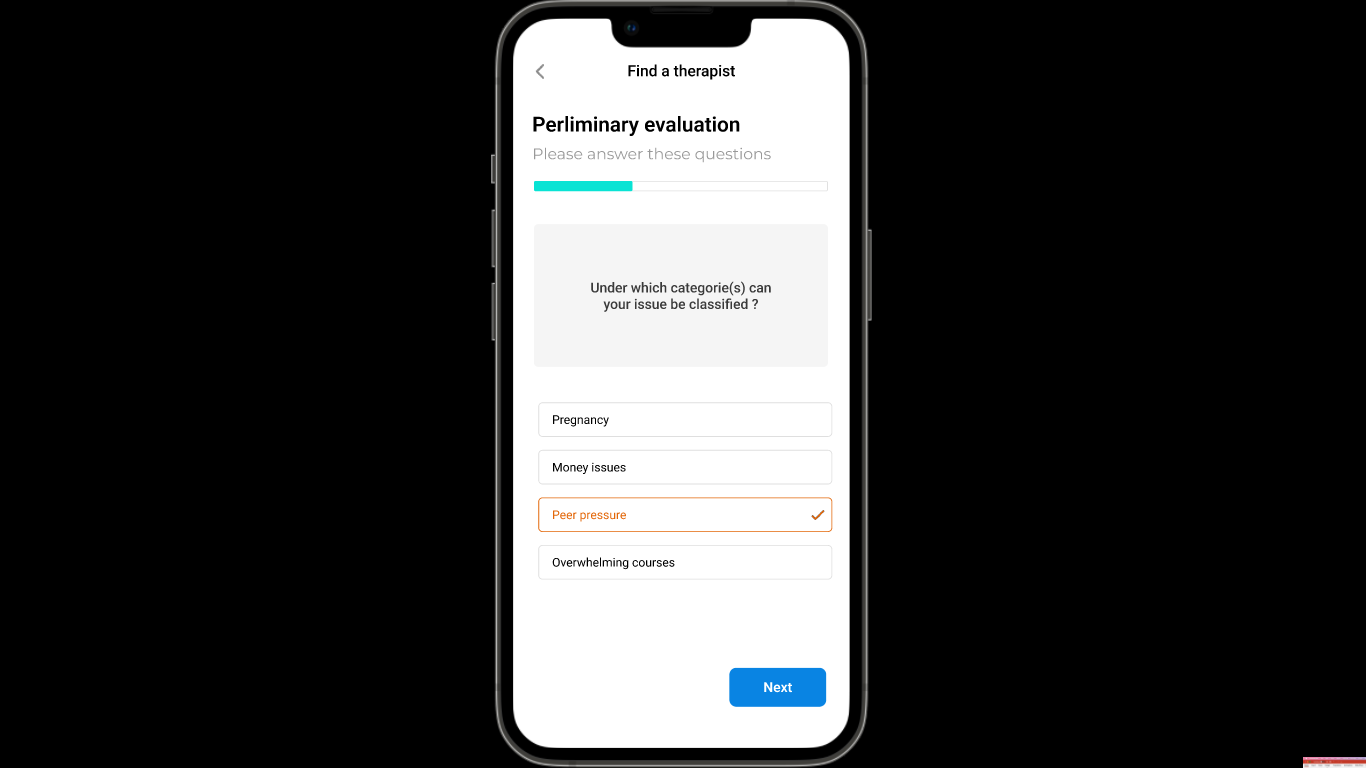 Find a therapist
Perliminary evaluation
Please answer these questions
Under which categorie(s) can
your issue be classified ?
Pregnancy
Money issues
Peer pressure
Overwhelming courses
Next